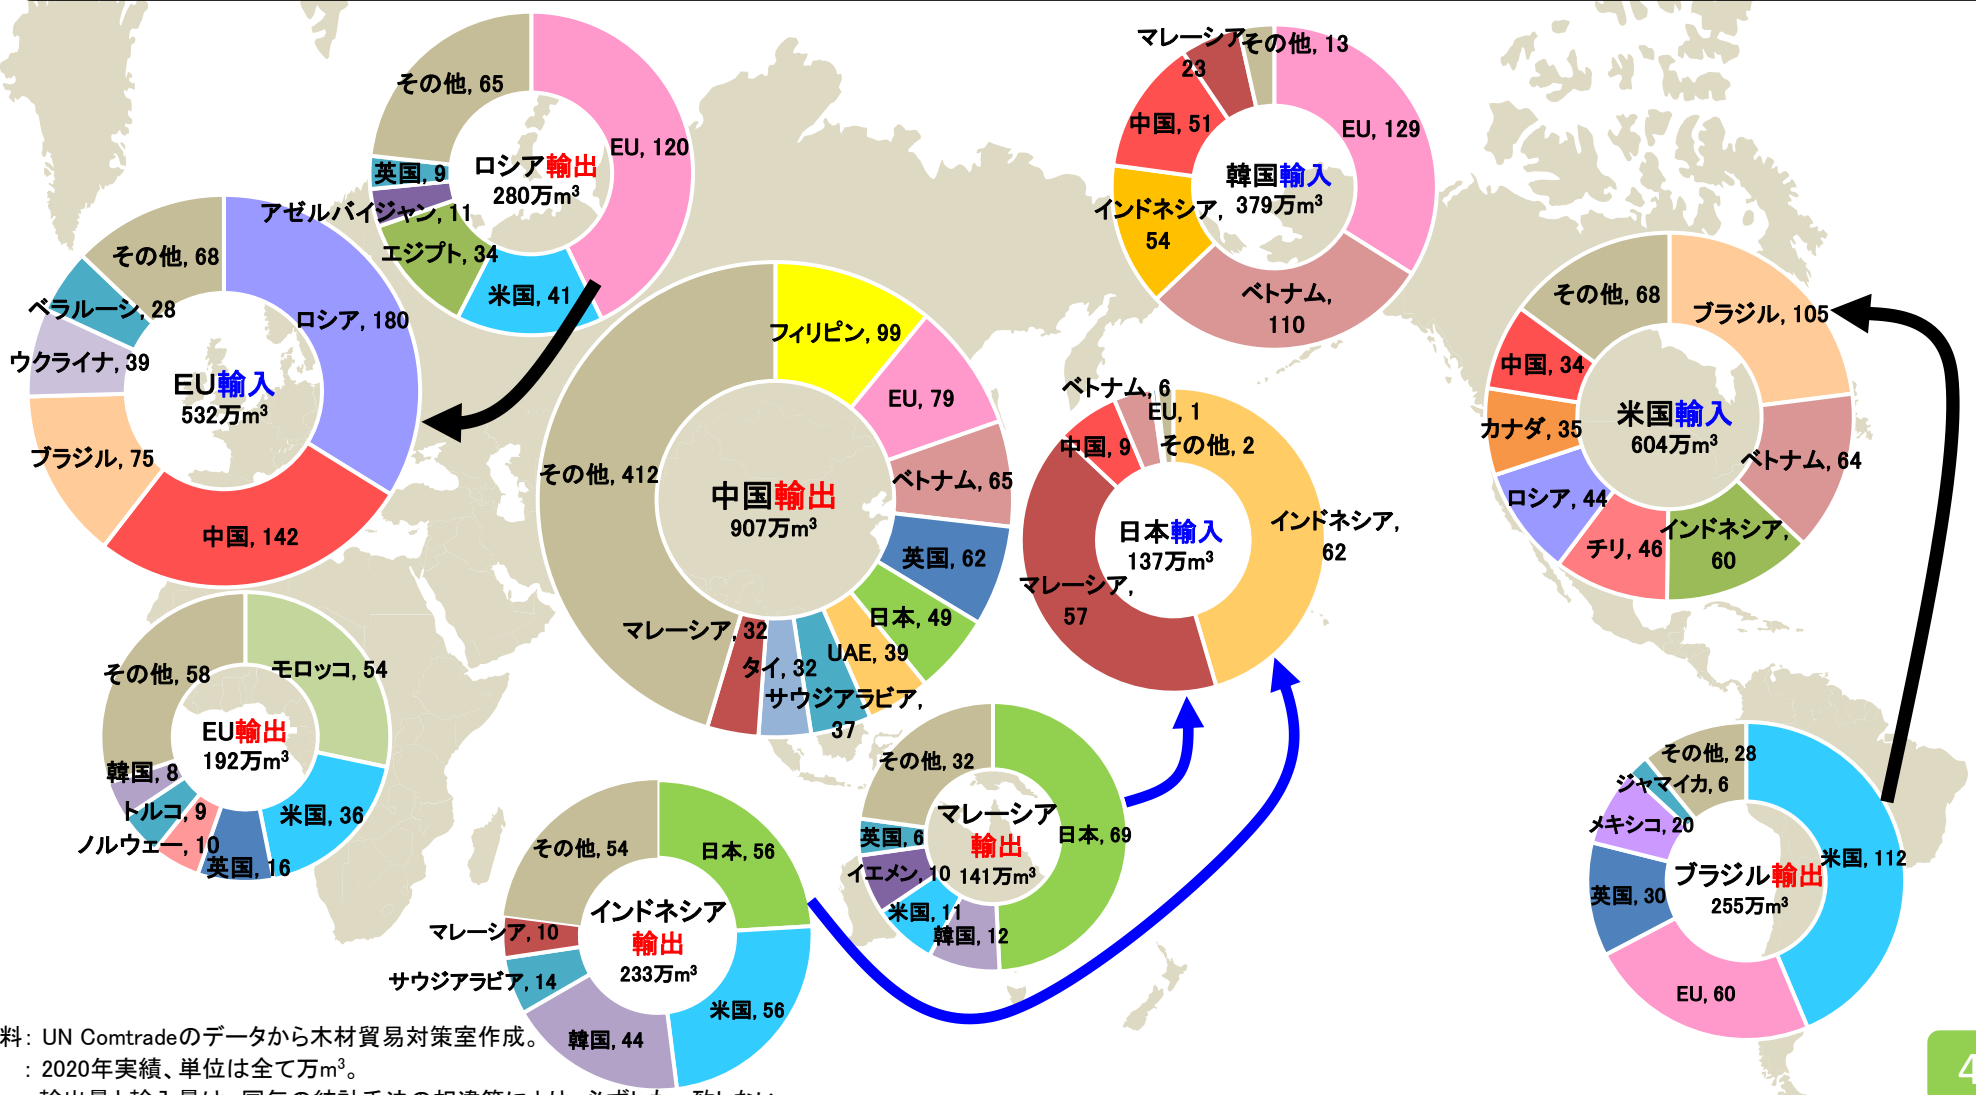 その他, 65
EU, 120
ロシア輸出
280万m³
英国, 9
アゼルバイジャン, 11
エジプト, 34
米国, 41
マレーシア,
23
その他, 13
EU, 129
中国, 51
韓国輸入
379万m³
インドネシア,
54
ベトナム,
110
その他, 68
ロシア, 180
ベラルーシ, 28
ウクライナ, 39
EU輸入
532万m³
ブラジル, 75
中国, 142
フィリピン, 99
EU, 79
その他, 412
ベトナム, 65
中国輸出
907万m³
英国, 62
日本, 49
UAE, 39
サウジアラビア,
37
タイ, 32
マレーシア, 32
ベトナム, 6
EU, 1
その他, 2
中国, 9
日本輸入
137万m³
インドネシア,
62
マレーシア,
57
その他, 68
ブラジル, 105
中国, 34
カナダ, 35
米国輸入
604万m³
ベトナム, 64
ロシア, 44
チリ, 46
インドネシア,
60
その他, 58
モロッコ, 54
EU輸出
192万m³
韓国, 8
トルコ, 9
ノルウェー, 10
英国, 16
米国, 36
その他, 54
日本, 56
インドネシア
輸出
233万m³
マレーシア, 10
サウジアラビア, 14
韓国, 44
米国, 56
その他, 32
マレーシア
輸出
141万m³
日本, 69
英国, 6
イエメン, 10
米国, 11
韓国, 12
その他, 28
ジャマイカ, 6
メキシコ, 20
米国, 112
ブラジル輸出
255万m³
英国, 30
EU, 60
料: UN Comtradeのデータから木材貿易対策室作成。
: 2020年実績、単位は全て万m³。
4